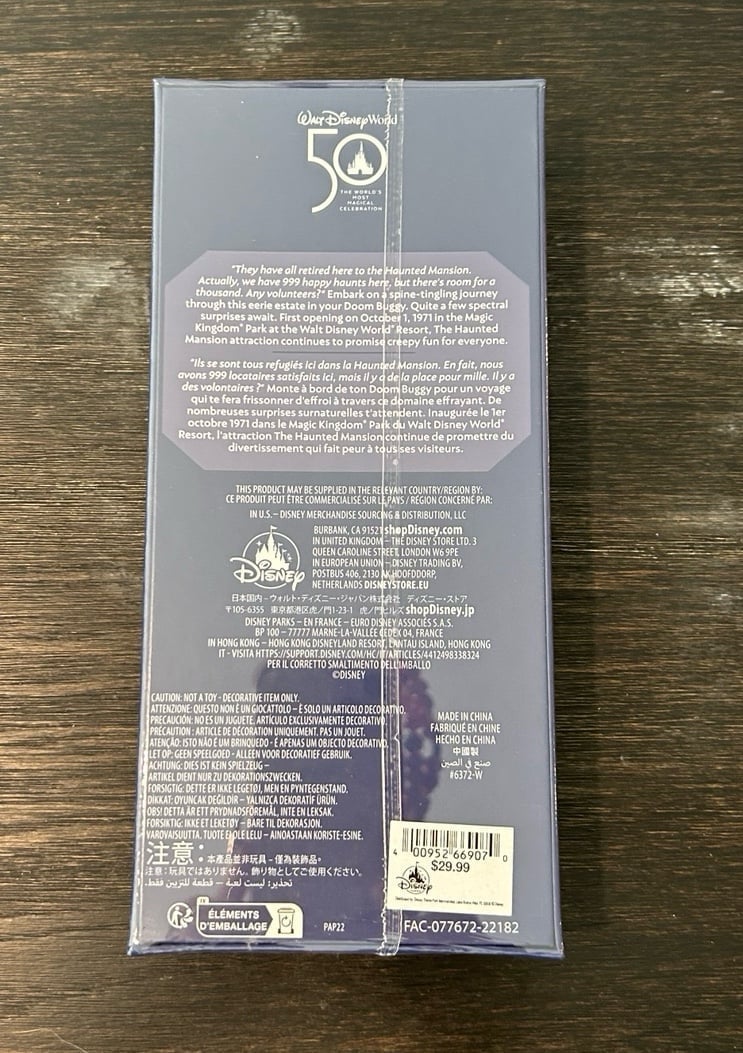 WALT DISNEY World
50
THE WORLD'S
MOST
MAGICAL
CELEBRATION
"They have all retired here to the Haunted Mansion.
Actually, we have 999 happy haunts here, but there's room for a
thousand. Any volunteers?" Embark on a spine-tingling journey
through this eerie estate in your Doom Buggy. Quite a few spectral
surprises await. First opening on October 1, 1971 in the Magic
Kingdom® Park at the Walt Disney World® Resort, The Haunted
Mansion attraction continues to promise creepy fun for everyone.
"Ils se sont tous refugiés ici dans la Haunted Mansion. En fait, nous
avons 999 locataires satisfaits ici, mais il y a de la place pour mille. Il y a
des volontaires ?" Monte à bord de ton Doom Buggy pour un voyage
qui te fera frissonner d'effroi à travers ce domaine effrayant. De
nombreuses surprises surnaturelles t'attendent. Inaugurée le 1er
octobre 1971 dans le Magic Kingdom® Park du Walt Disney World®
Resort, l'attraction The Haunted Mansion continue de promettre du
divertissement qui fait peur à tous ses visiteurs.
THIS PRODUCT MAY BE SUPPLIED IN THE RELEVANT COUNTRY/REGION BY:
CE PRODUIT PEUT ÊTRE COMMERCIALISÉ SUR LE PAYS / RÉGION CONCERNÉ PAR:
IN U.S. – DISNEY MERCHANDISE SOURCING & DISTRIBUTION, LLC
BURBANK, CA 91521 shopDisney.com
IN UNITED KINGDOM – THE DISNEY STORE LTD. 3
QUEEN CAROLINE STREET, LONDON W6 9PE
IN EUROPEAN UNION – DISNEY TRADING BV,
POSTBUS 406, 2130 AK HOOFDDORP,
NETHERLANDS DISNEYSTORE.EU
DISNEY
日本国内 - ウォルト・ディズニー・ジャパン株式会社 ディズニー・ストア
〒105-6355 東京都港区虎ノ門1-23-1 虎ノ門ヒルズ shopDisney.jp
DISNEY PARKS – EN FRANCE – EURO DISNEY ASSOCIÉS S.A.S.
BP 100 – 77777 MARNE-LA-VALLÉE CEDEX 04, FRANCE
IN HONG KONG – HONG KONG DISNEYLAND RESORT, LANTAU ISLAND, HONG KONG
IT - VISITA HTTPS://SUPPORT.DISNEY.COM/HC/IT/ARTICLES/4412498338324
PER IL CORRETTO SMALTIMENTO DELL'IMBALLO
©DISNEY
CAUTION: NOT A TOY - DECORATIVE ITEM ONLY.
ATTENZIONE: QUESTO NON È UN GIOCATTOLO – È SOLO UN ARTICOLO DECORATIVO.
PRECAUCIÓN: NO ES UN JUGUETE. ARTÍCULO EXCLUSIVAMENTE DECORATIVO.
PRÉCAUTION : ARTICLE DE DÉCORATION UNIQUEMENT. PAS UN JOUET.
ATENÇÃO: ISTO NÃO É UM BRINQUEDO - É APENAS UM OBJECTO DECORATIVO.
LET OP: GEEN SPEELGOED - ALLEEN VOOR DECORATIEF GEBRUIK.
ACHTUNG: DIES IST KEIN SPIELZEUG –
ARTIKEL DIENT NUR ZU DEKORATIONSZWECKEN.
FORSIGTIG: DETTE ER IKKE LEGETØJ, MEN EN PYNTEGENSTAND.
DİKKAT: OYUNCAK DEĞİLDİR – YALNIZCA DEKORATİF ÜRÜN.
OBS! DETTA ÄR ETT PRYDNADSFÖREMÅL, INTE EN LEKSAK.
FORSIKTIG: IKKE ET LEKETØY – BARE TIL DEKORASJON.
VAROVAISUUTTA. TUOTE EI OLE LELU – AINOASTAAN KORISTE-ESINE.
注意: 本產品並非玩具 – 僅為裝飾品。
注意: 玩具ではありません。飾り物としてご使用ください。
تحذير: ليست لعبة – قطعة للتزيين فقط.
MADE IN CHINA
FABRIQUÉ EN CHINE
HECHO EN CHINA
中國製
صنع في الصين
#6372-W
4 00952 66907 0
$29.99
DISNEY
FR
ÉLÉMENTS
D'EMBALLAGE
PAP22
FAC-077672-22182